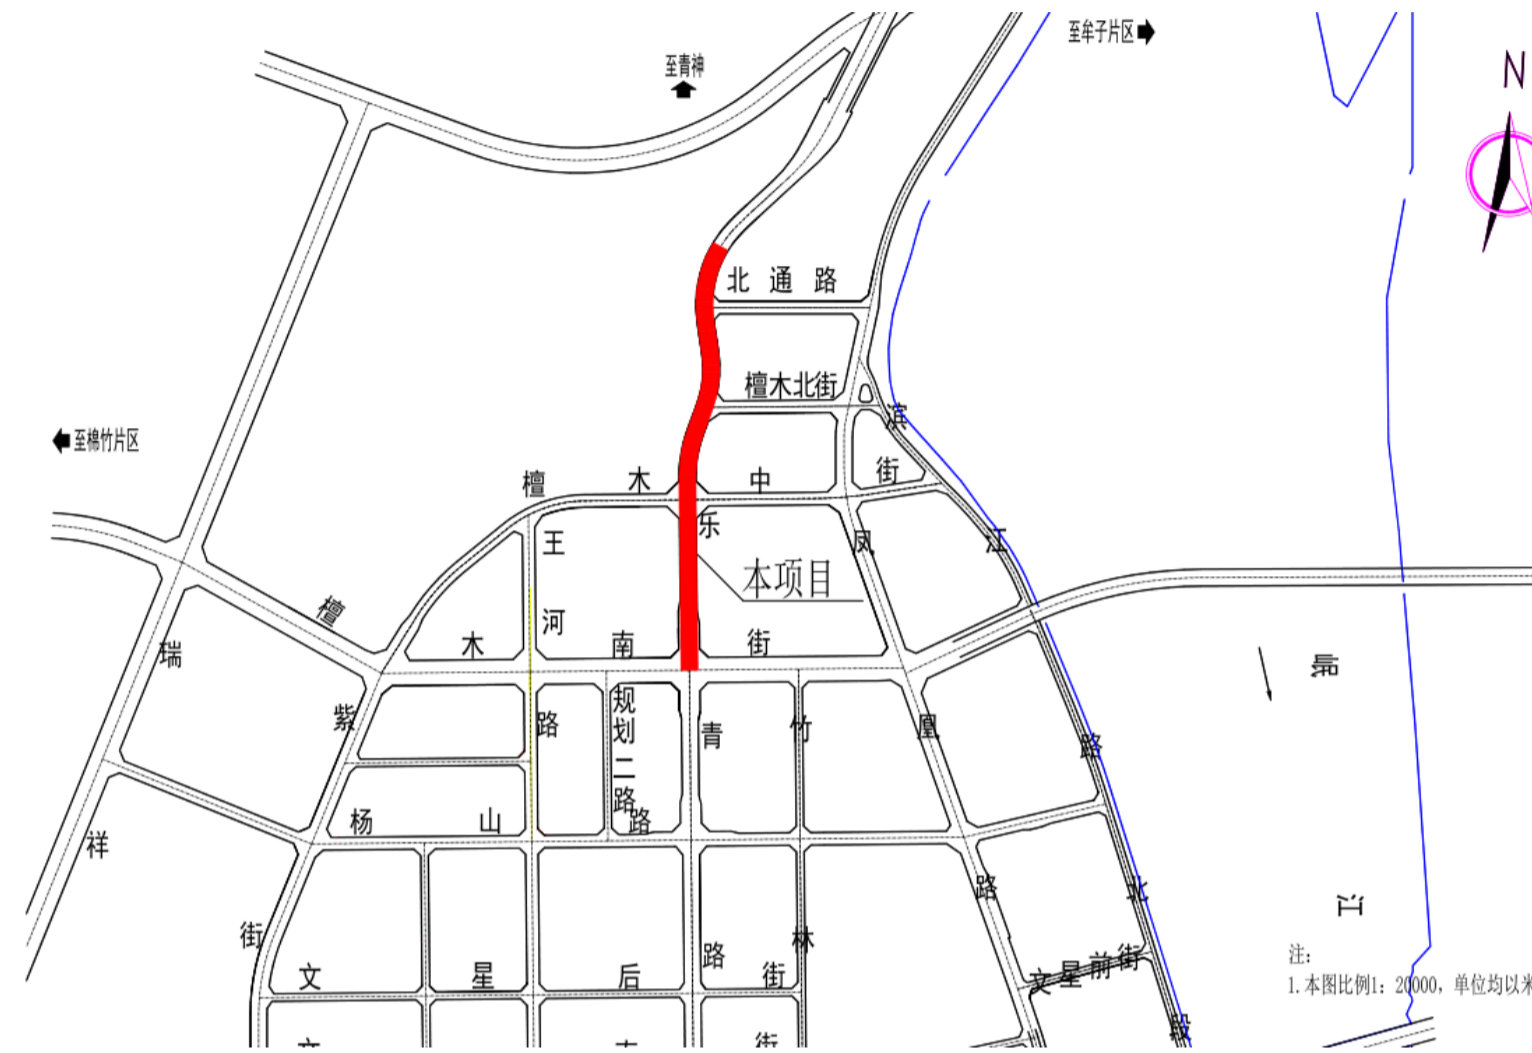 至牟子片区
至青神
N
北通路
檀木北街
至棉竹片区
滨江路北段
檀木中街
乐青路
王河路
凤凰路
本项目
檀木南街
瑞祥
紫
街
规划二路
竹林
杨山路
长江
文星后街
文星前街
街
注:
1.本图比例1: 20000, 单位均以米